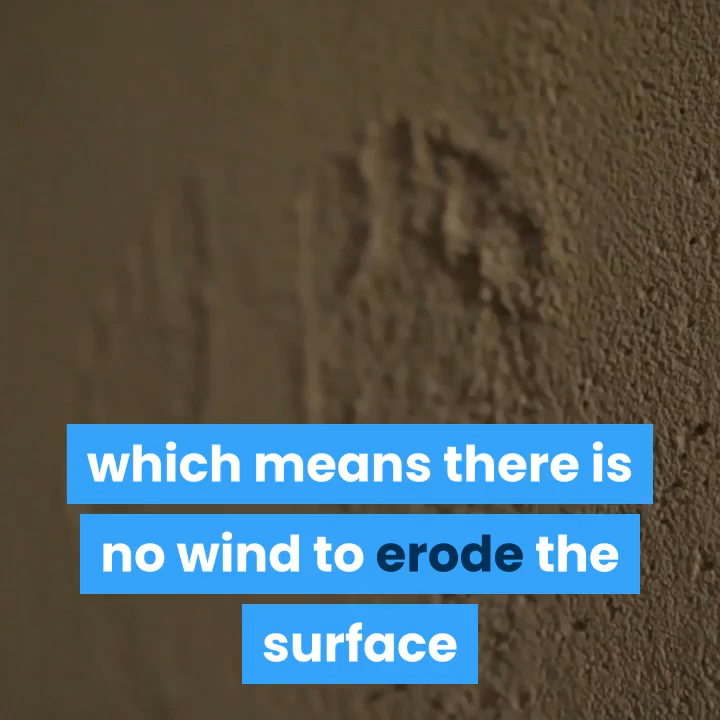 which means there is
no wind to erode the
surface